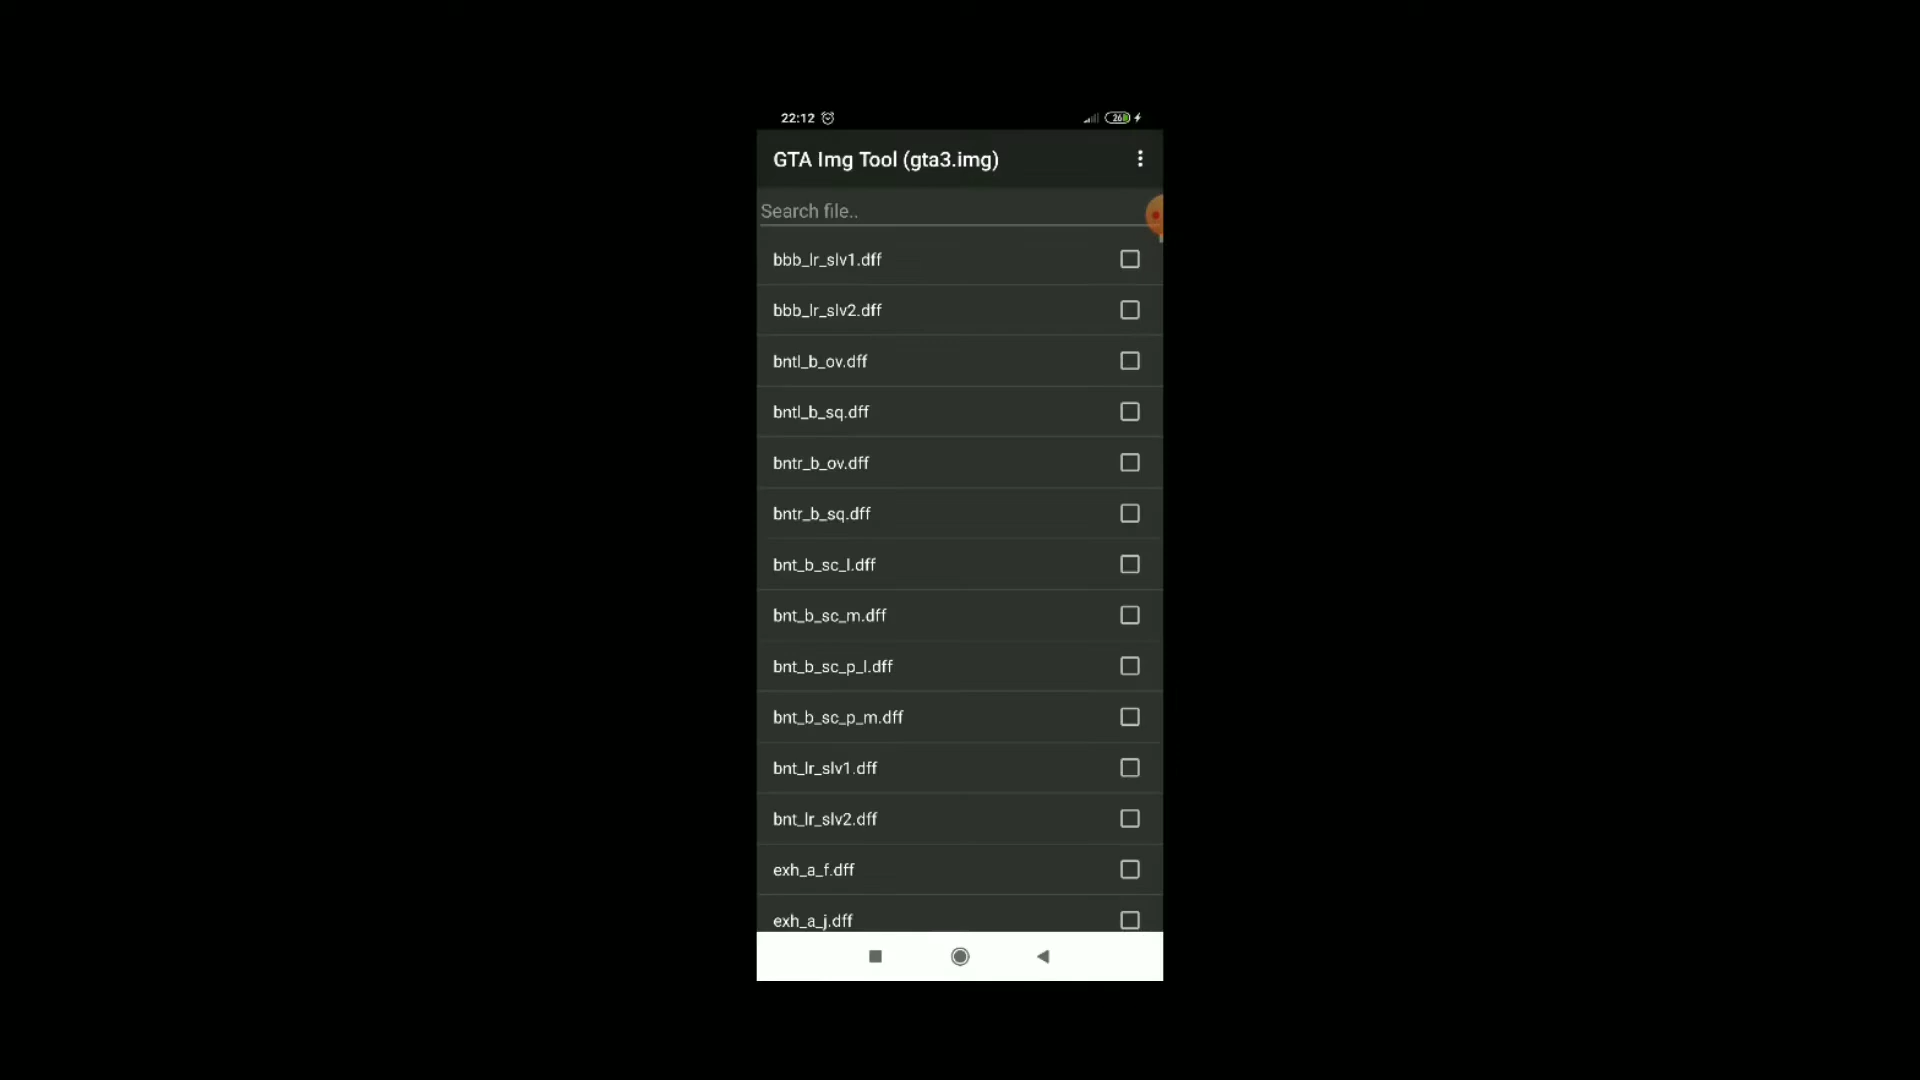 22:12
26
GTA Img Tool (gta3.img)
Search file..
bbb_lr_slv1.dff
bbb_lr_slv2.dff
bntl_b_ov.dff
bntl_b_sq.dff
bntr_b_ov.dff
bntr_b_sq.dff
bnt_b_sc_l.dff
bnt_b_sc_m.dff
bnt_b_sc_p_l.dff
bnt_b_sc_p_m.dff
bnt_lr_slv1.dff
bnt_lr_slv2.dff
exh_a_f.dff
exh_a_j.dff